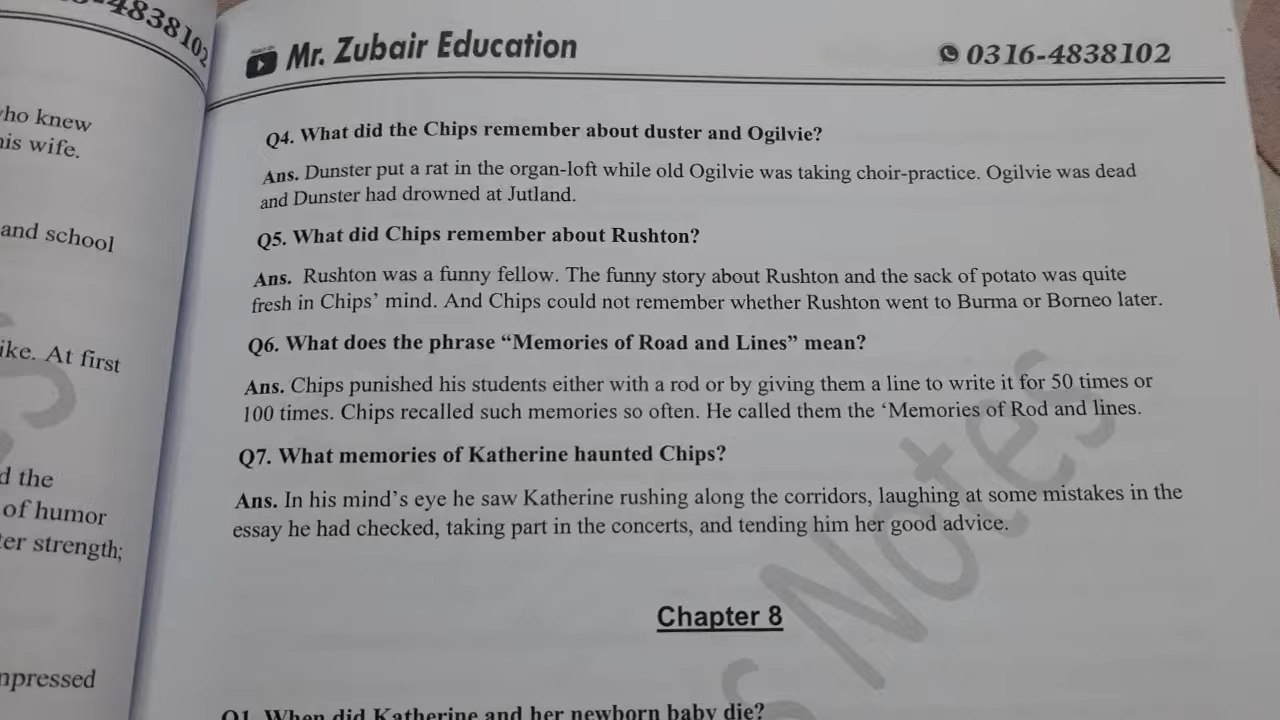 4838102
who knew
his wife.
and school
ike. At first
d the
of humor
ter strength;
mpressed
Mr. Zubair Education
0316-4838102
Q4. What did the Chips remember about duster and Ogilvie?
Ans. Dunster put a rat in the organ-loft while old Ogilvie was taking choir-practice. Ogilvie was dead
and Dunster had drowned at Jutland.
Q5. What did Chips remember about Rushton?
Ans. Rushton was a funny fellow. The funny story about Rushton and the sack of potato was quite
fresh in Chips’ mind. And Chips could not remember whether Rushton went to Burma or Borneo later.
Q6. What does the phrase “Memories of Road and Lines” mean?
Ans. Chips punished his students either with a rod or by giving them a line to write it for 50 times or
100 times. Chips recalled such memories so often. He called them the ‘Memories of Rod and lines.
Q7. What memories of Katherine haunted Chips?
Ans. In his mind’s eye he saw Katherine rushing along the corridors, laughing at some mistakes in the
essay he had checked, taking part in the concerts, and tending him her good advice.
Notes
Chapter 8
Q1. When did Katherine and her newborn baby die?